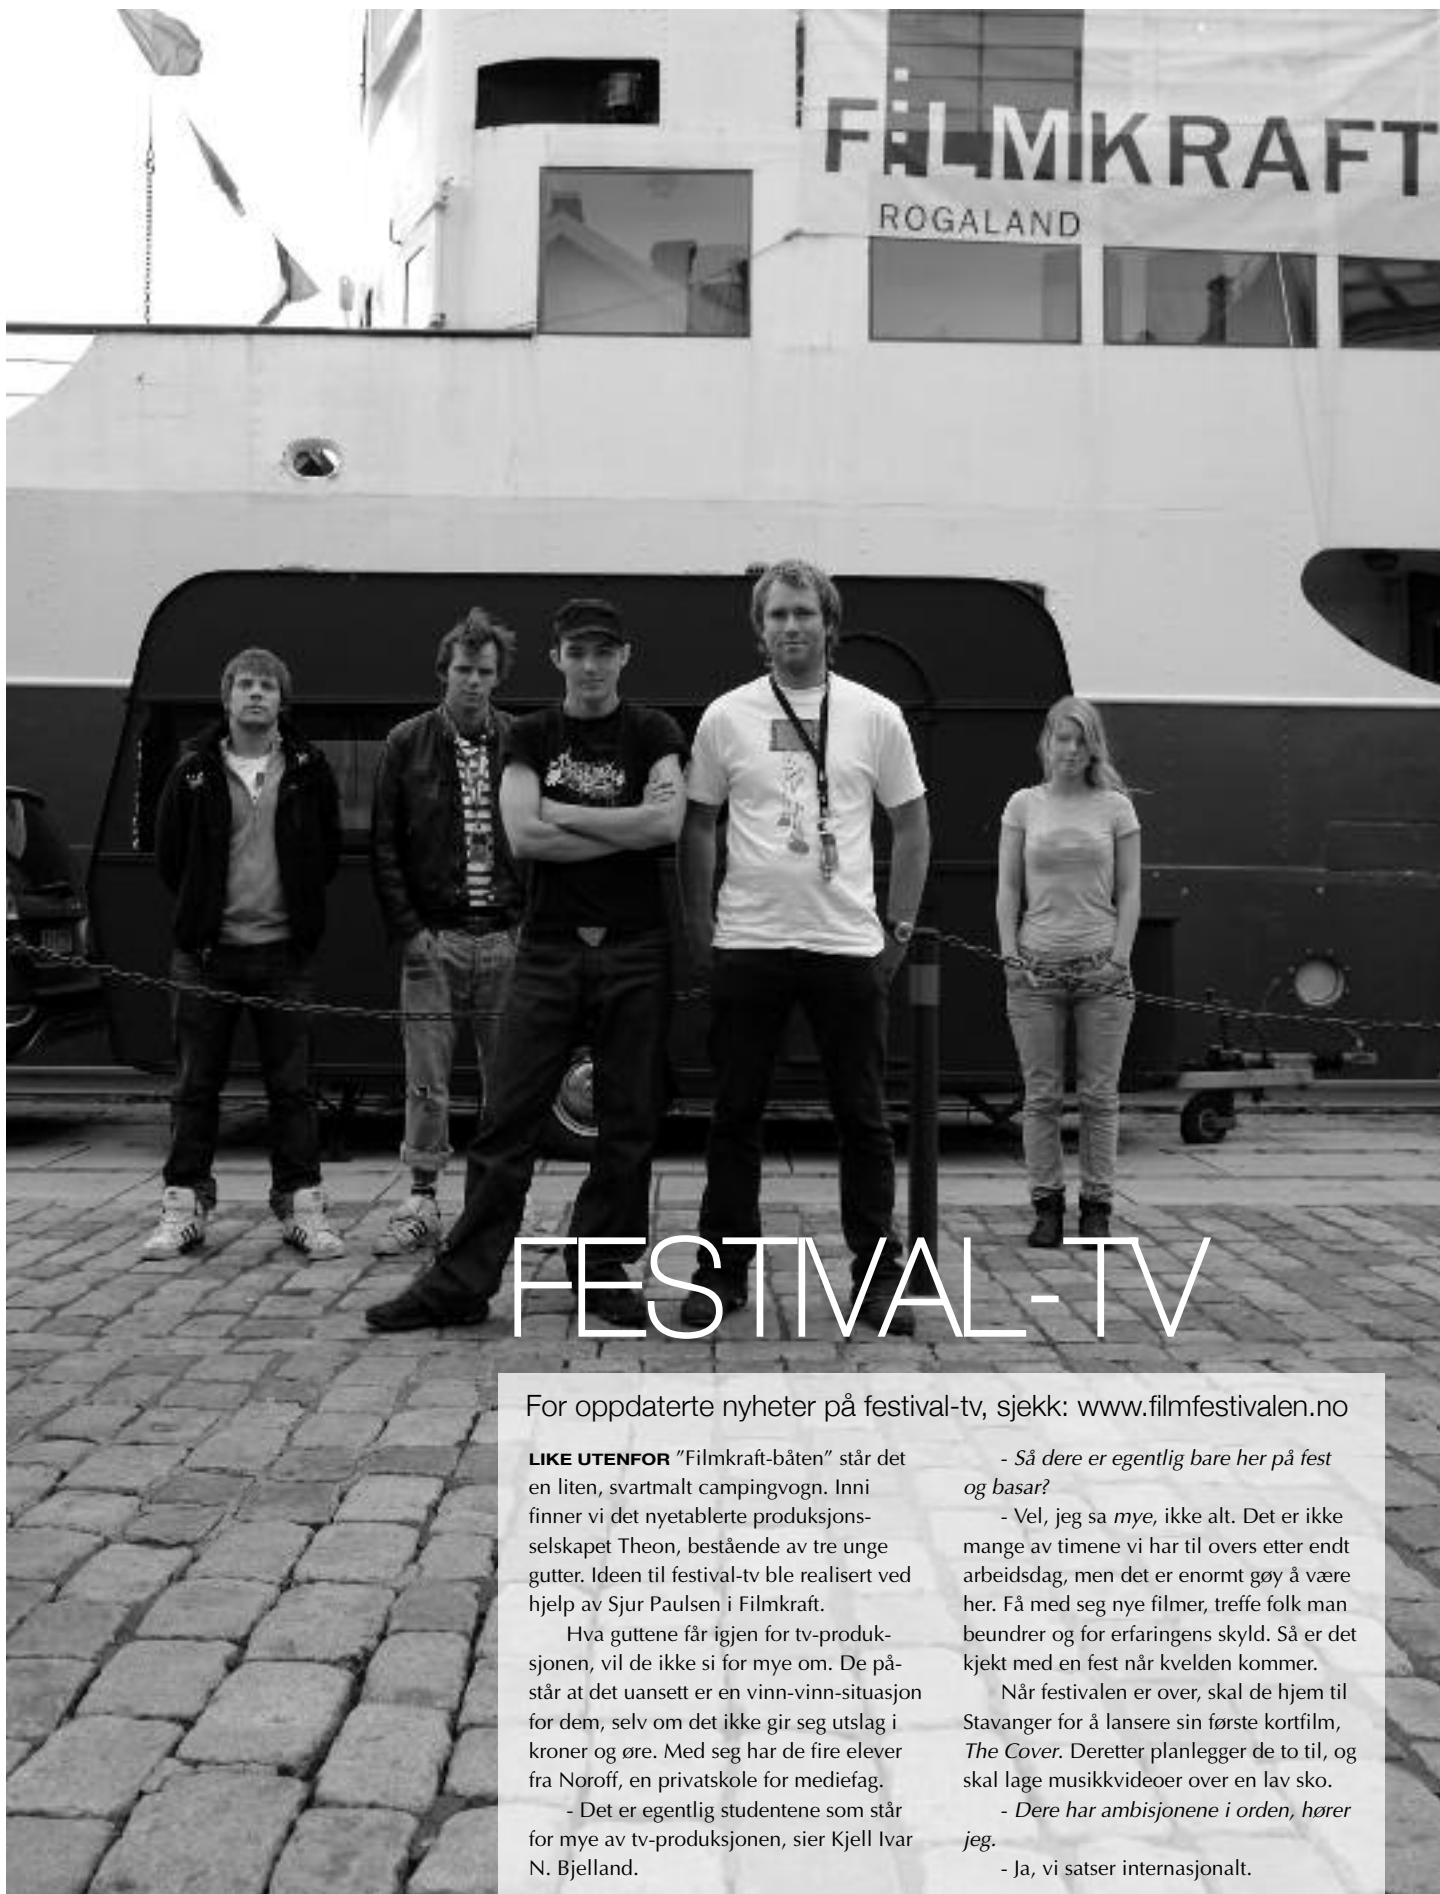 FILMKRAFT
ROGALAND
FESTIVAL-TV
For oppdaterte nyheter på festival-tv, sjekk: www.filmfestivalen.no
LIKE UTENFOR ”Filmkraft-båten” står det
en liten, svartmalt campingvogn. Inni
finner vi det nyetablerte produksjons-
selskapet Theon, bestående av tre unge
gutter. Ideen til festival-tv ble realisert ved
hjelp av Sjur Paulsen i Filmkraft.
Hva guttene får igjen for tv-produk-
sjonen, vil de ikke si for mye om. De på-
står at det uansett er en vinn-vinn-situasjon
for dem, selv om det ikke gir seg utslag i
kroner og øre. Med seg har de fire elever
fra Noroff, en privatskole for mediefag.
- Det er egentlig studentene som står
for mye av tv-produksjonen, sier Kjell Ivar
N. Bjelland.
- Så dere er egentlig bare her på fest
og basar?
- Vel, jeg sa mye, ikke alt. Det er ikke
mange av timene vi har til overs etter endt
arbeidsdag, men det er enormt gøy å være
her. Få med seg nye filmer, treffe folk man
beundrer og for erfaringens skyld. Så er det
kjekt med en fest når kvelden kommer.
Når festivalen er over, skal de hjem til
Stavanger for å lansere sin første kortfilm,
The Cover. Deretter planlegger de to til, og
skal lage musikkvideoer over en lav sko.
- Dere har ambisjonene i orden, hører
jeg.
- Ja, vi satser internasjonalt.